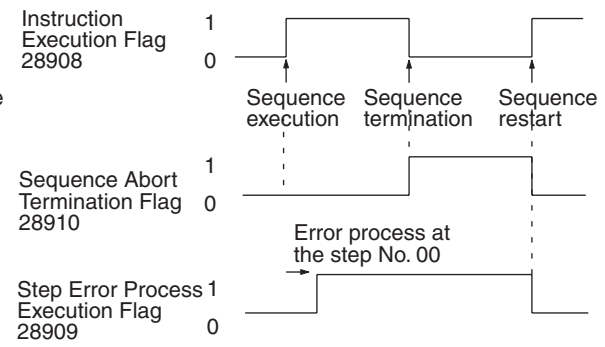 Instruction
Execution Flag
28908
1
0
e
Sequence
execution
Sequence
termination
Sequence
restart
Sequence Abort
Termination Flag
28910
1
0
Error process at
the step No. 00
Step Error Process
Execution Flag
28909
1
0